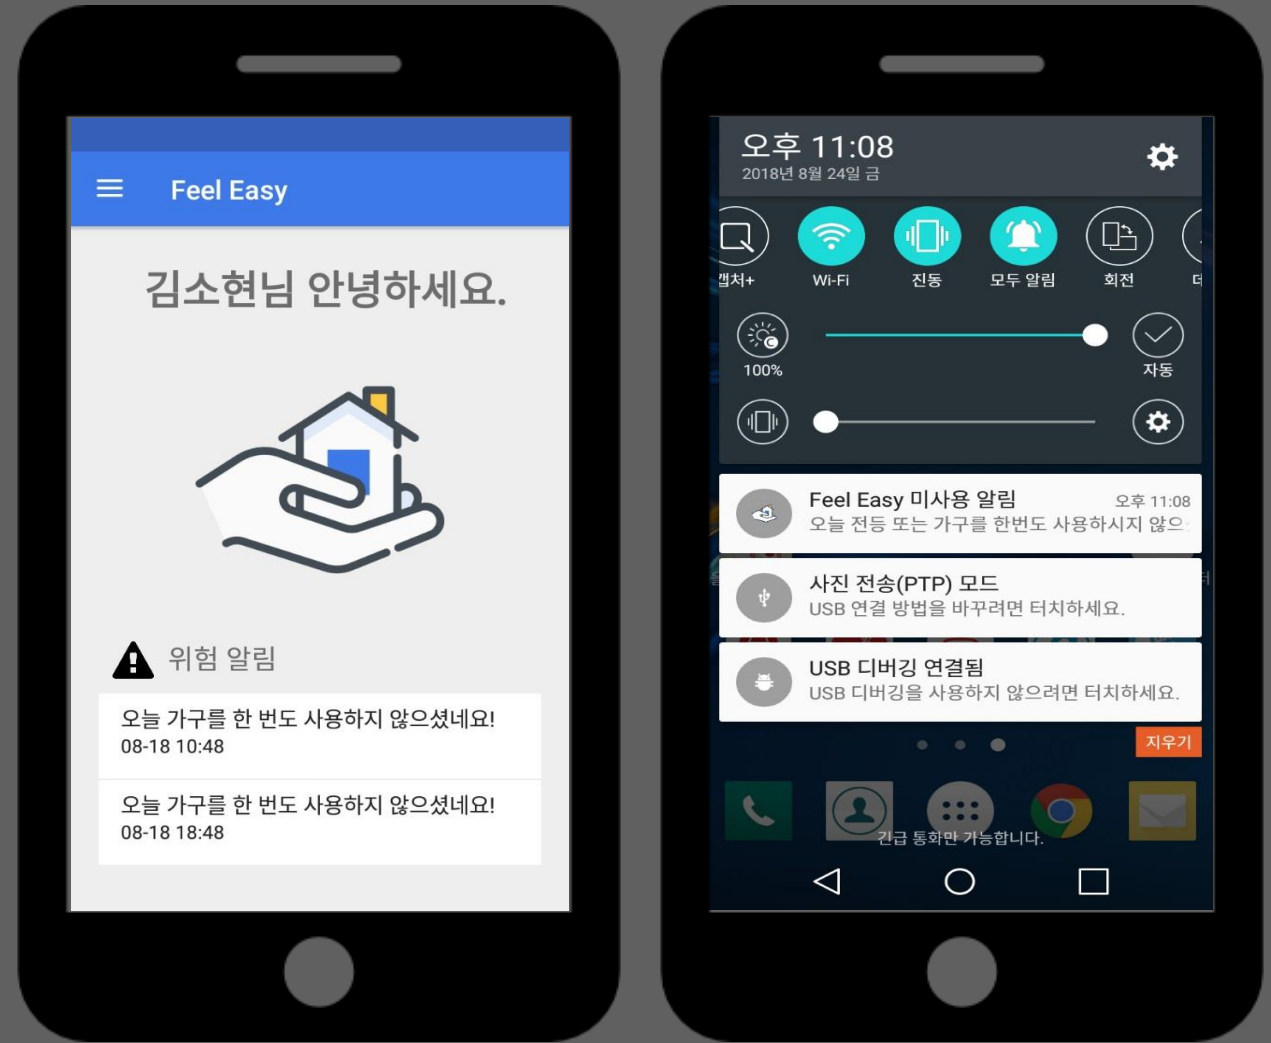 Feel Easy
김소현님 안녕하세요.
위험 알림
오늘 가구를 한 번도 사용하지 않으셨네요!
08-18 10:48
오늘 가구를 한 번도 사용하지 않으셨네요!
08-18 18:48
오후 11:08
2018년 8월 24일 금
캡처+ Wi-Fi 진동 모두 알림 회전 데
100% 자동
Feel Easy 미사용 알림 오후 11:08
오늘 전등 또는 가구를 한번도 사용하시지 않으
사진 전송(PTP) 모드
USB 연결 방법을 바꾸려면 터치하세요.
USB 디버깅 연결됨
USB 디버깅을 사용하지 않으려면 터치하세요.
지우기
긴급 통화만 가능합니다.